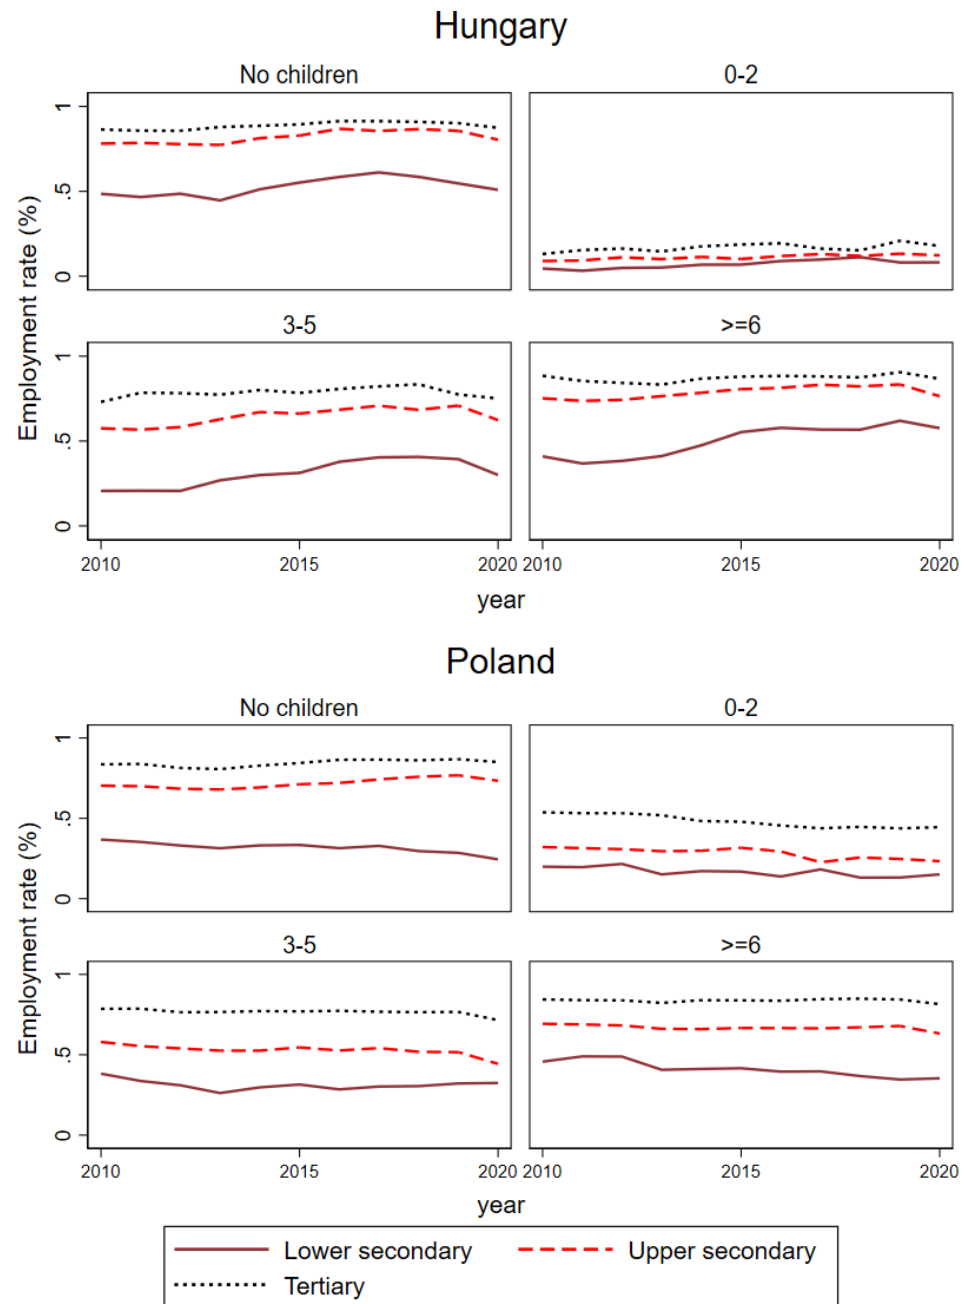 Hungary
No children
0-2
1
.5
0
3-5
>=6
1
.5
0
Employment rate (%)
2010
2015
2020
2010
2015
2020
year
Poland
No children
0-2
1
.5
0
3-5
>=6
1
.5
0
Employment rate (%)
2010
2015
2020
2010
2015
2020
year
Lower secondary
Upper secondary
Tertiary